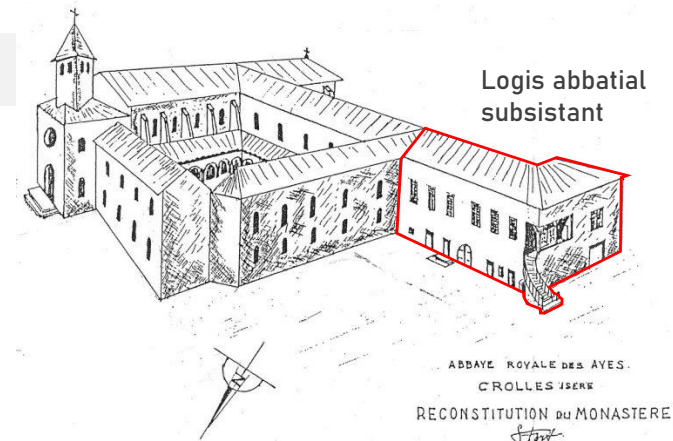 Logis abbatial
subsistant
N
ABBAYE ROYALE DES AYES.
CROLLES ISERE
RECONSTITUTION DU MONASTERE